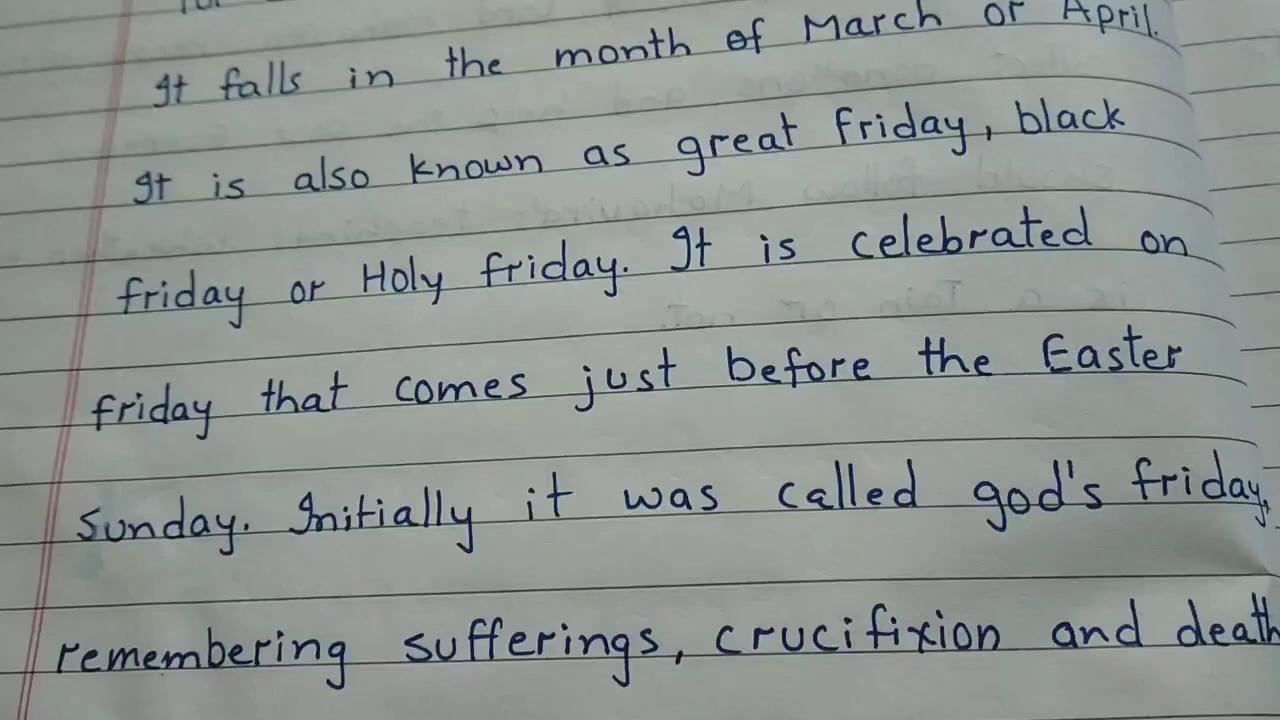 It falls in the month of March or April.
It is also known as great friday, black
friday or Holy friday. It is celebrated on
friday that comes just before the Easter
sunday. Initially it was called god's friday,
remembering sufferings, crucifixion and death